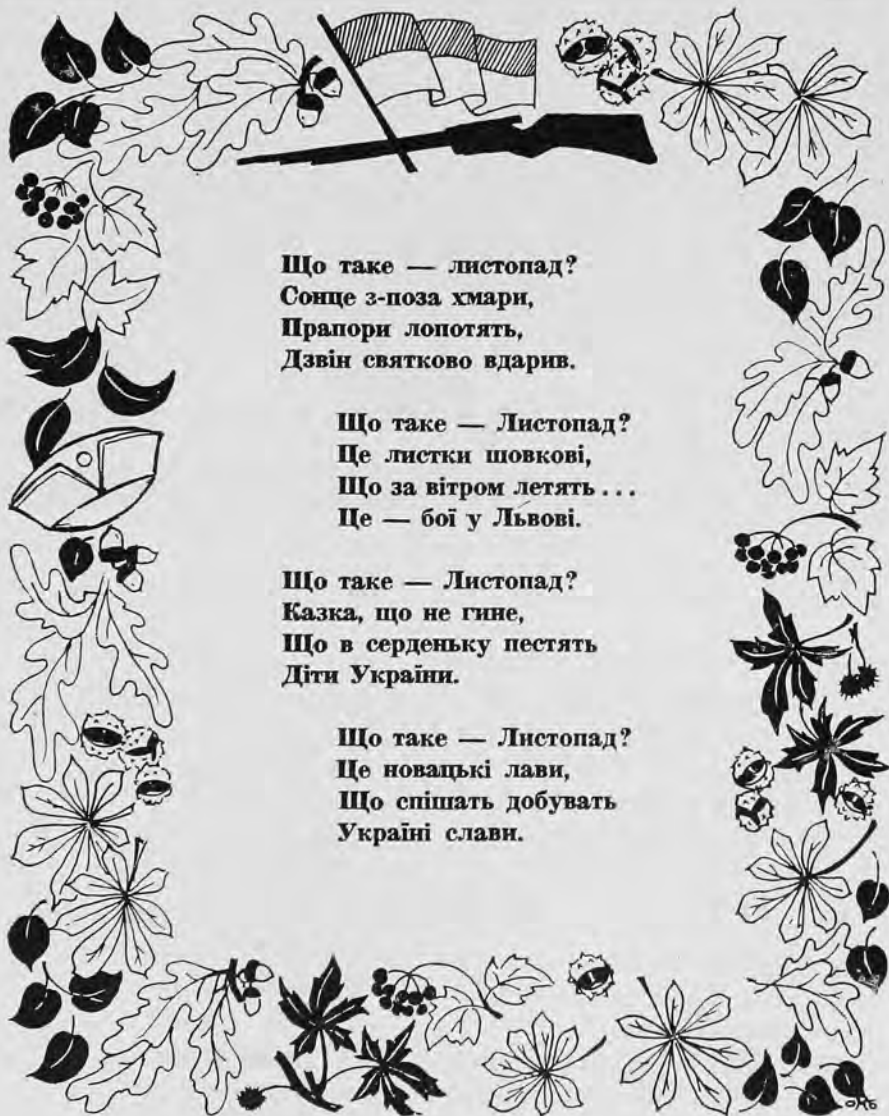 Що таке — листопад?
Сонце з-поза хмари,
Прапори лопотять,
Дзвін святково вдарив.
Що таке — Листопад?
Це листки шовкові,
Що за вітром летять...
Це — бої у Львові.
Що таке — Листопад?
Казка, що не гине,
Що в серденьку пестять
Діти України.
Що таке — Листопад?
Це новацькі лави,
Що спішать добувать
Україні слави.